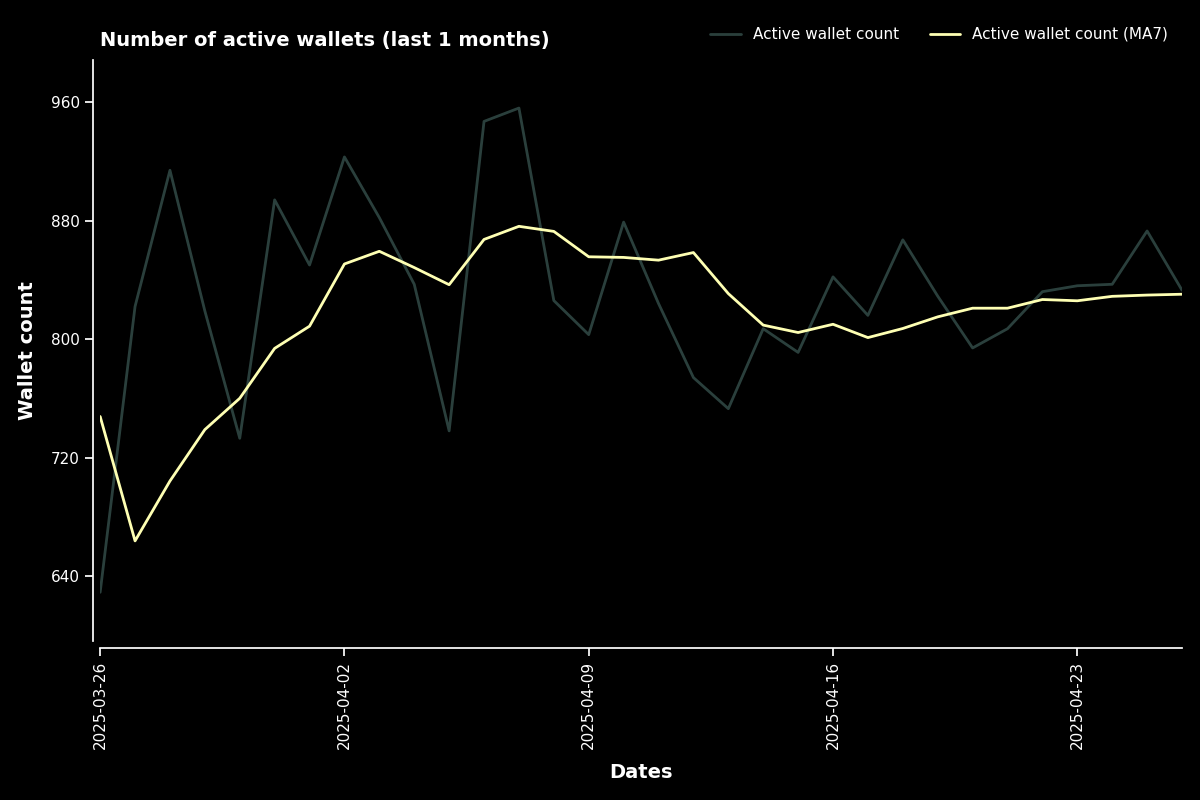 Number of active wallets (last 1 months)
Active wallet count
Active wallet count (MA7)
Wallet count
960
880
800
720
640
2025-03-26
2025-04-02
2025-04-09
2025-04-16
2025-04-23
Dates